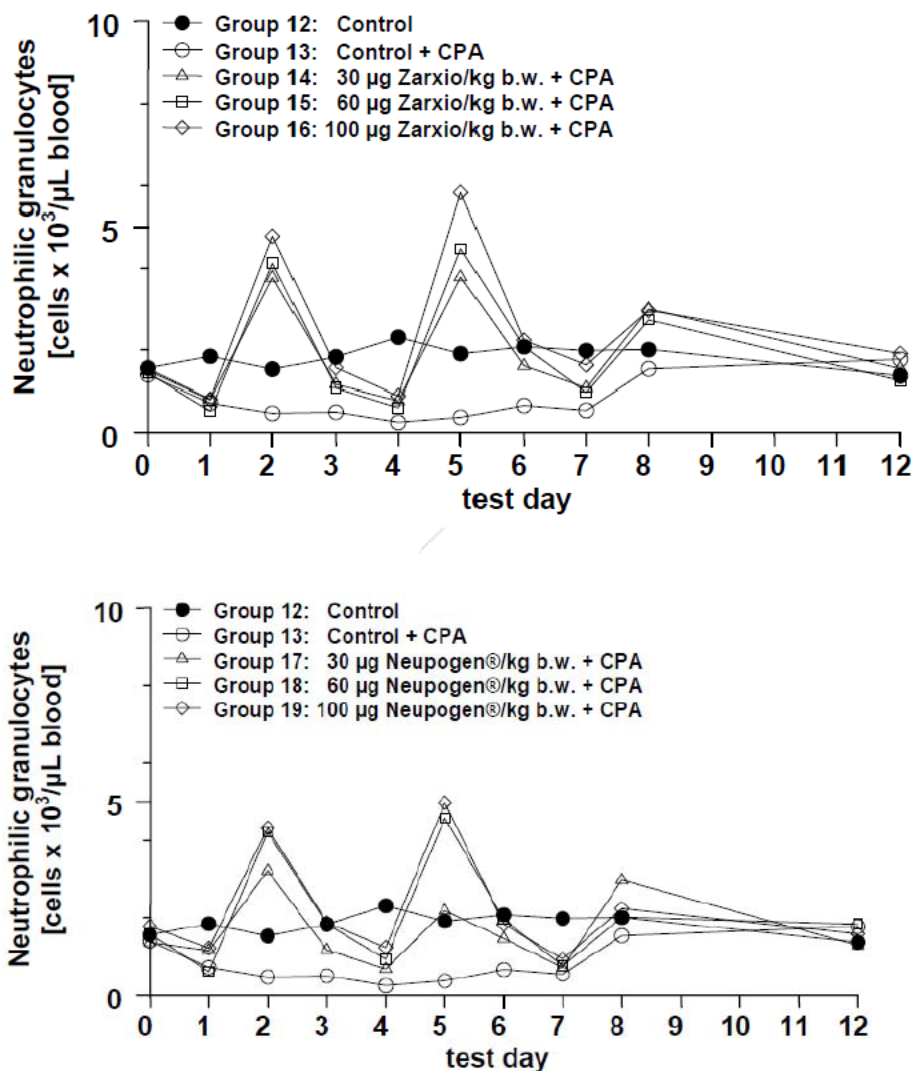 10
Group 12: Control
Group 13: Control + CPA
Group 14: 30 µg Zarxio/kg b.w. + CPA
Group 15: 60 µg Zarxio/kg b.w. + CPA
Group 16: 100 µg Zarxio/kg b.w. + CPA
Neutrophilic granulocytes
[cells x 10³/µL blood]
5
0
0 1 2 3 4 5 6 7 8 9 10 11 12
test day
10
Group 12: Control
Group 13: Control + CPA
Group 17: 30 µg Neupogen®/kg b.w. + CPA
Group 18: 60 µg Neupogen®/kg b.w. + CPA
Group 19: 100 µg Neupogen®/kg b.w. + CPA
Neutrophilic granulocytes
[cells x 10³/µL blood]
5
0
0 1 2 3 4 5 6 7 8 9 10 11 12
test day